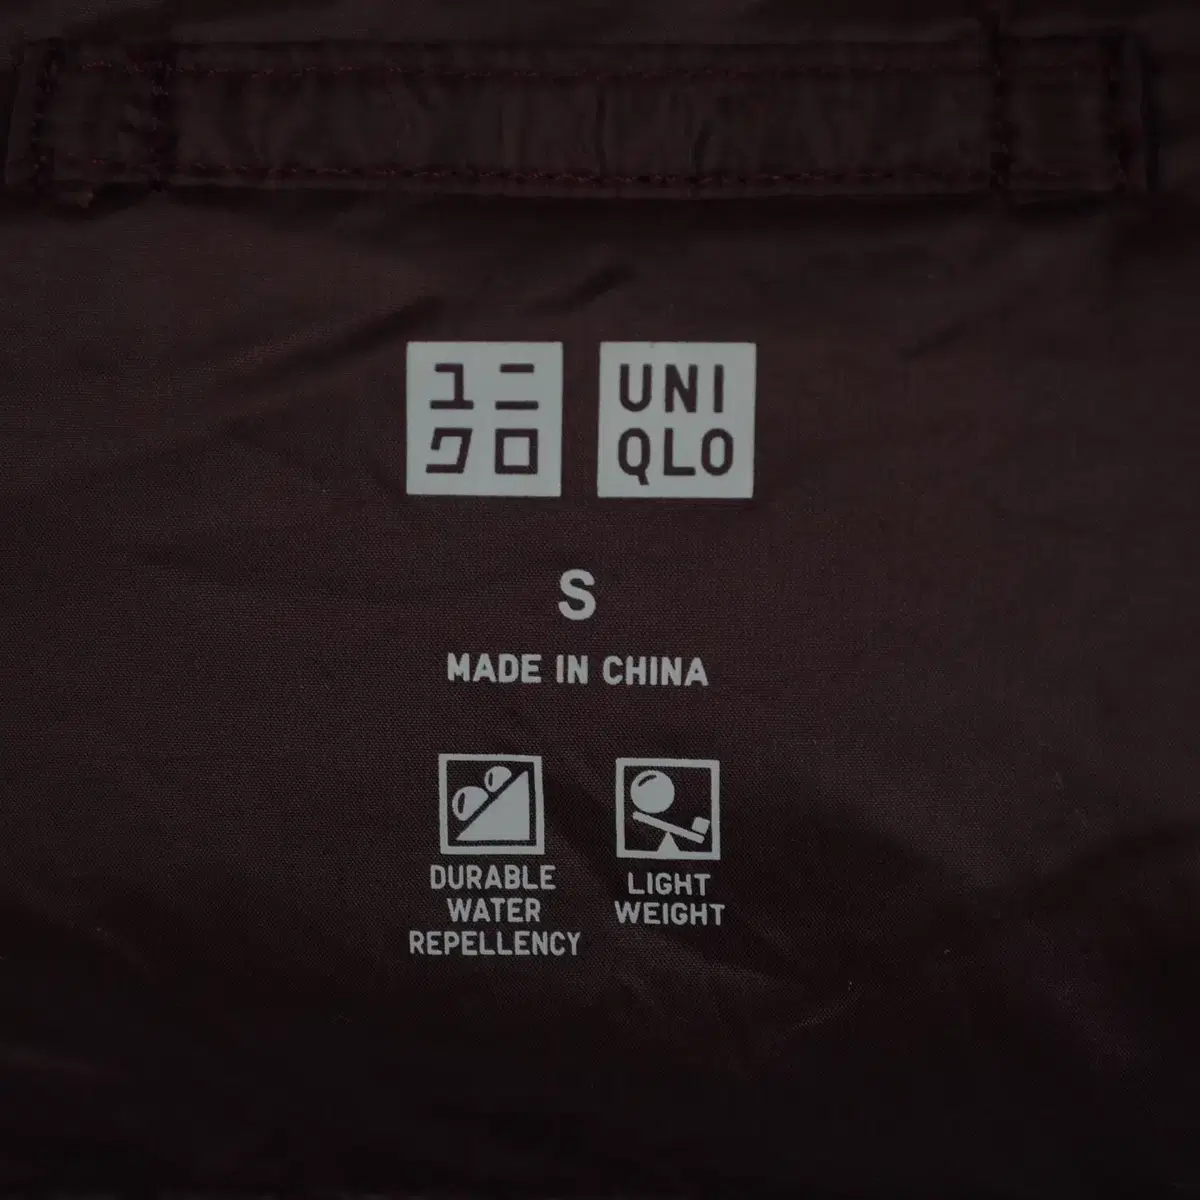 ユニ
クロ
UNI
QLO
S
MADE IN CHINA
DURABLE
WATER
REPELLENCY
LIGHT
WEIGHT